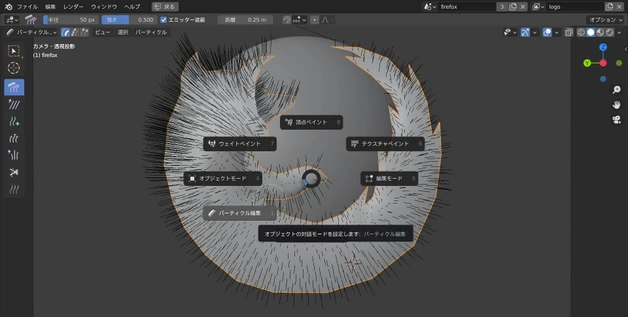 ファイル 編集 レンダー ウィンドウ ヘルプ 戻る firefox 3 logo
半径 50 px 強さ 0.500 エミッター遮蔽 距離 0.25 m オプション
パーティクル... ビュー 選択 パーティクル
カメラ・透視投影
(1) firefox
Z
Y
頂点ペイント
ウェイトペイント
テクスチャペイント
オブジェクトモード
編集モード
パーティクル編集
オブジェクトの対話モードを設定します: パーティクル編集